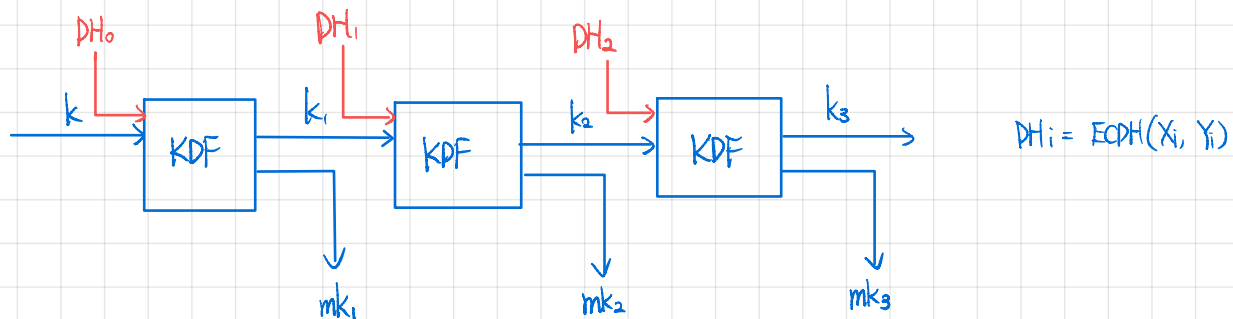 DH₀
DH₁
DH₂
k
k₁
k₂
k₃
KDF
KDF
KDF
DHi = ECDH(Xi, Yi)
mk₁
mk₂
mk₃